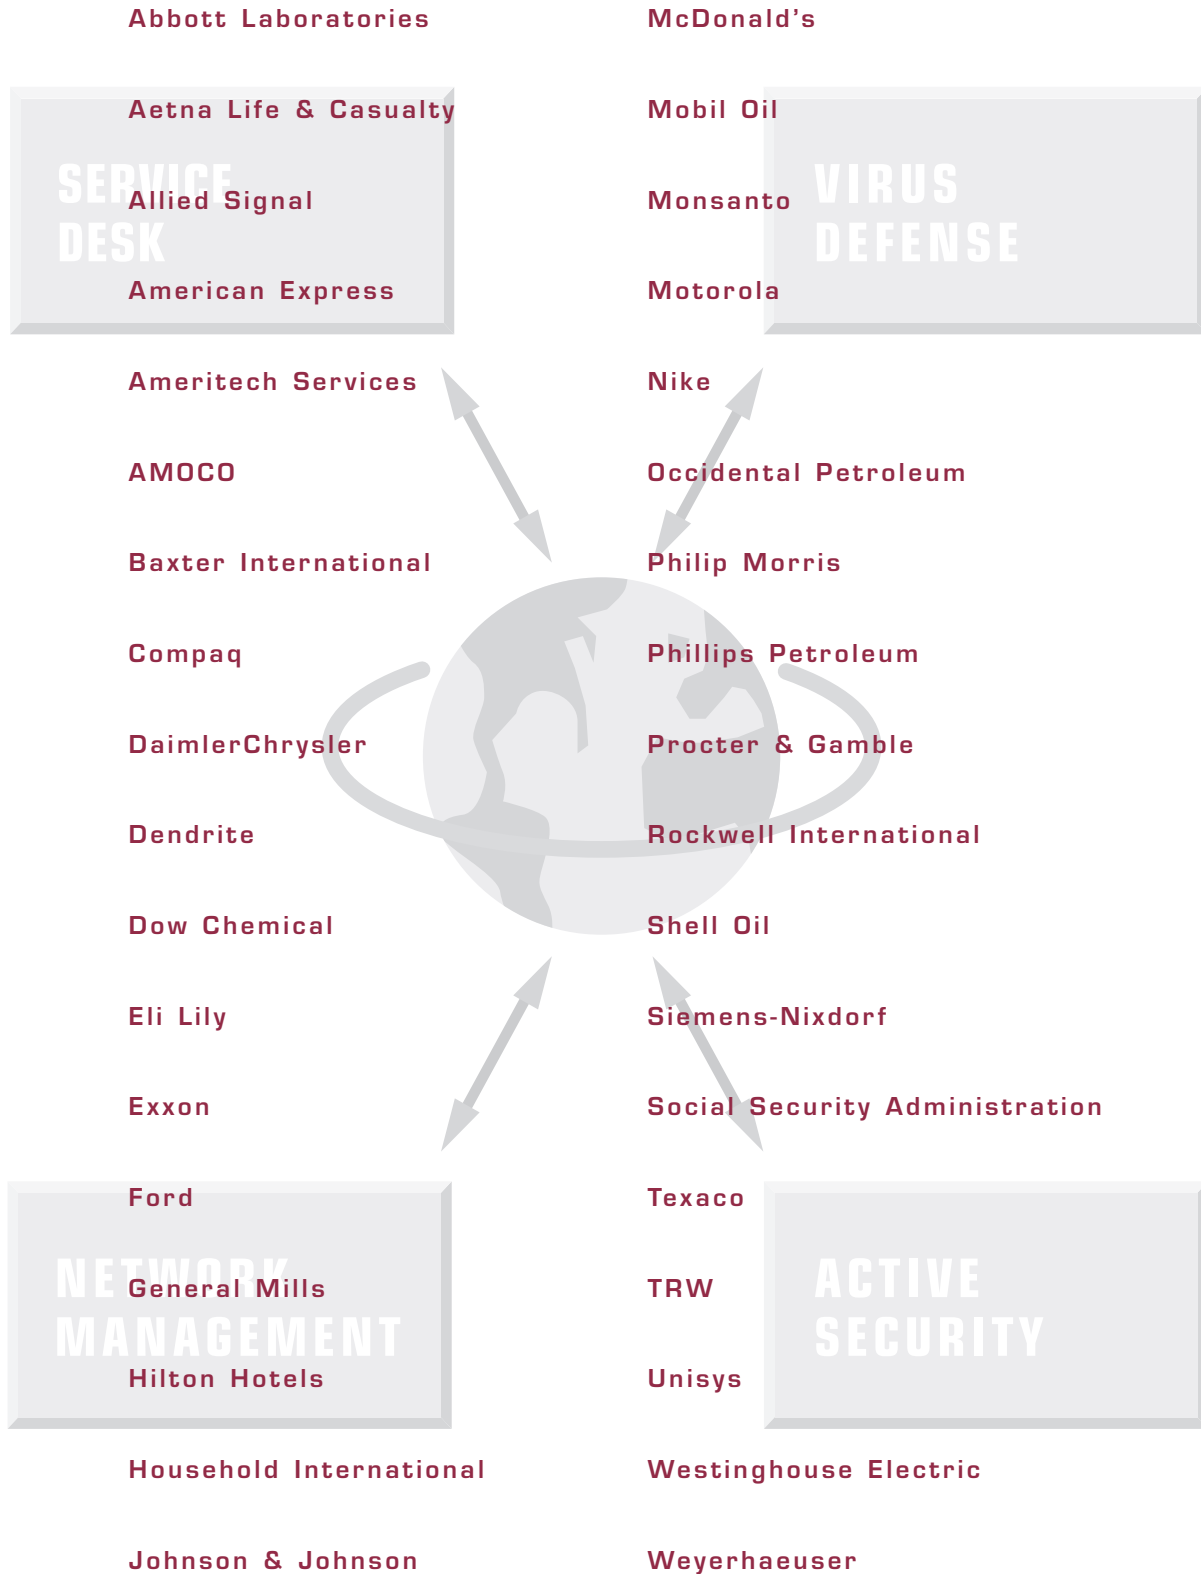 Abbott Laboratories
Aetna Life & Casualty
Allied Signal
American Express
Ameritech Services
AMOCO
Baxter International
Compaq
DaimlerChrysler
Dendrite
Dow Chemical
Eli Lily
Exxon
Ford
General Mills
Hilton Hotels
Household International
Johnson & Johnson
McDonald's
Mobil Oil
Monsanto
Motorola
Nike
Occidental Petroleum
Philip Morris
Phillips Petroleum
Procter & Gamble
Rockwell International
Shell Oil
Siemens-Nixdorf
Social Security Administration
Texaco
TRW
Unisys
Westinghouse Electric
Weyerhaeuser
SERVICE
DESK
VIRUS
DEFENSE
NETWORK
MANAGEMENT
ACTIVE
SECURITY